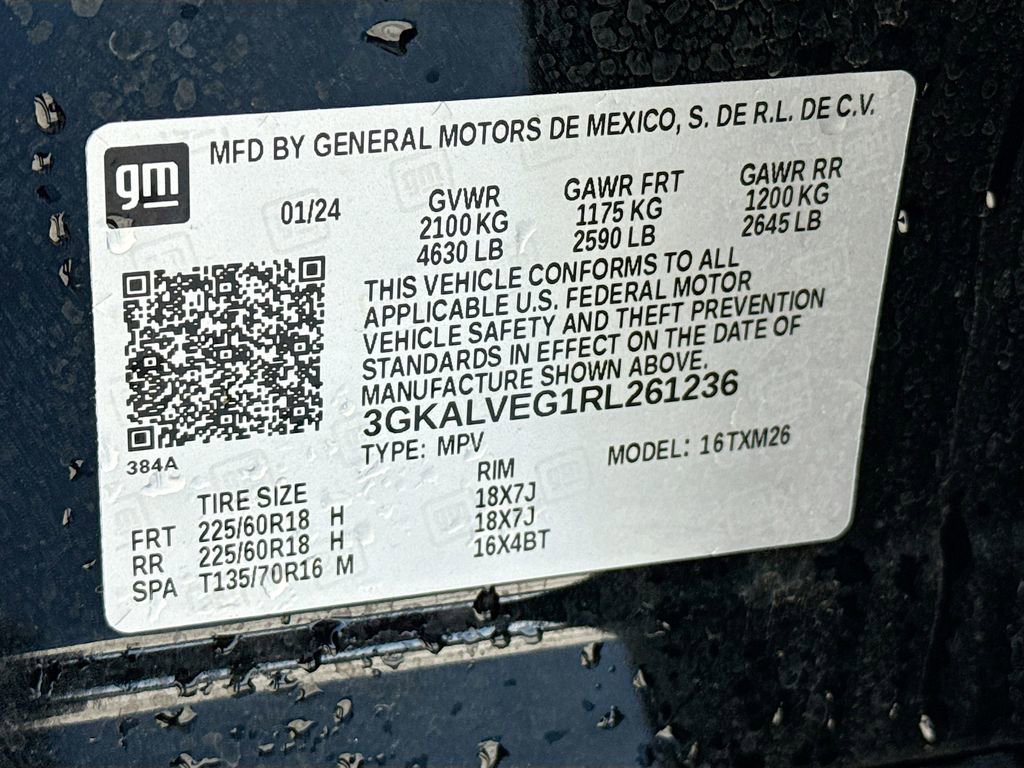 gm
MFD BY GENERAL MOTORS DE MEXICO, S. DE R.L. DE C.V.
01/24
GVWR
2100 KG
4630 LB
GAWR FRT
1175 KG
2590 LB
GAWR RR
1200 KG
2645 LB
THIS VEHICLE CONFORMS TO ALL
APPLICABLE U.S. FEDERAL MOTOR
VEHICLE SAFETY AND THEFT PREVENTION
STANDARDS IN EFFECT ON THE DATE OF
MANUFACTURE SHOWN ABOVE.
3GKALVEG1RL261236
TYPE: MPV MODEL: 16TXM26
384A
TIRE SIZE RIM
FRT 225/60R18 H 18X7J
RR 225/60R18 H 18X7J
SPA T135/70R16 M 16X4BT